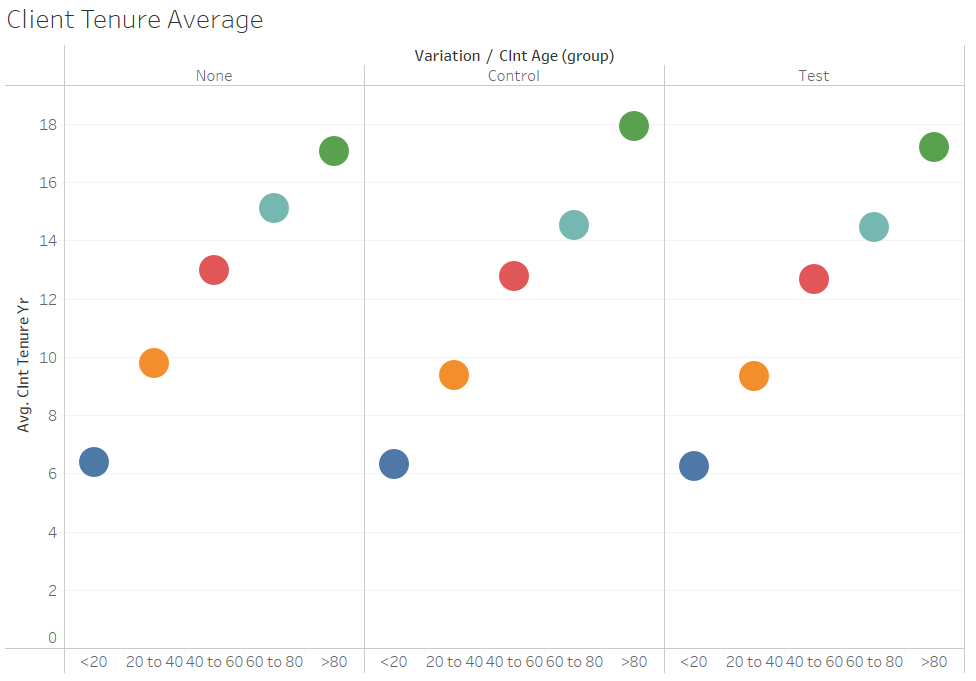 Client Tenure Average
Variation / Clnt Age (group)
None Control Test
Avg. Clnt Tenure Yr
18
16
14
12
10
8
6
4
2
0
<20 20 to 40 40 to 60 60 to 80 >80 <20 20 to 40 40 to 60 60 to 80 >80 <20 20 to 40 40 to 60 60 to 80 >80